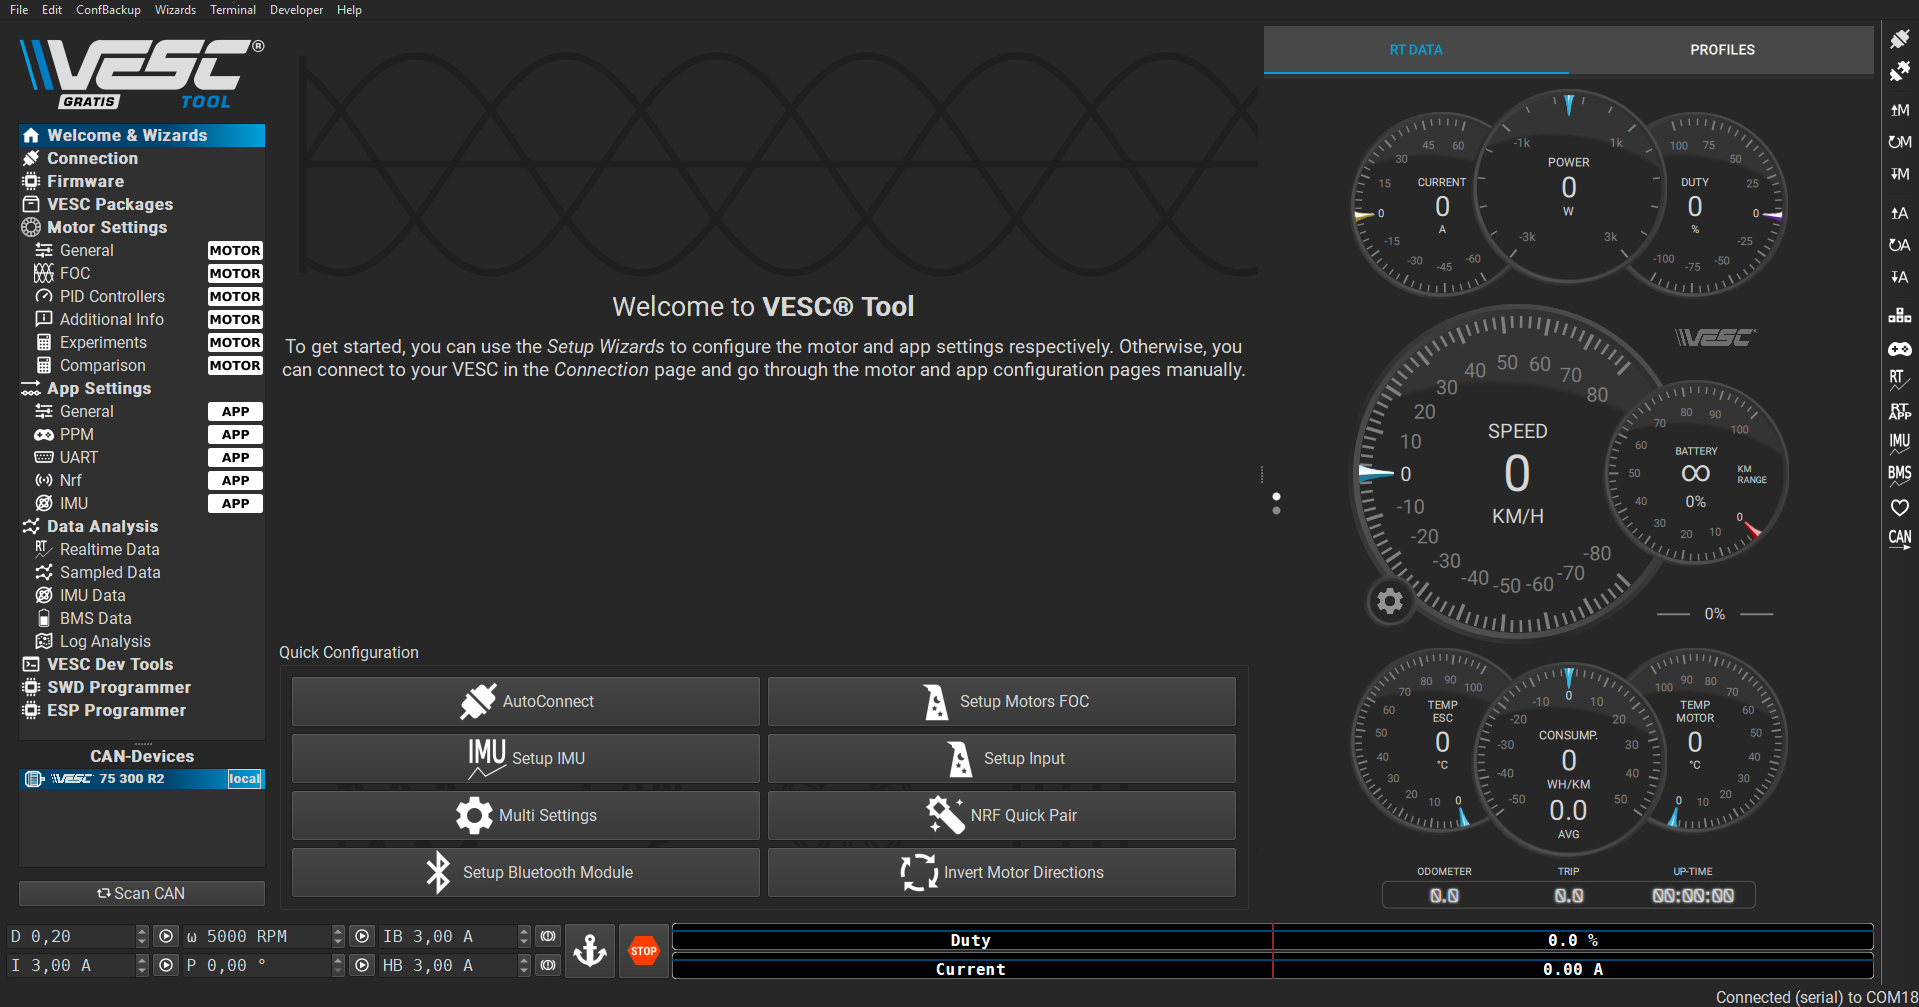 File Edit ConfBackup Wizards Terminal Developer Help
VESC®
GRATIS TOOL
Welcome & Wizards
Connection
Firmware
VESC Packages
Motor Settings
General MOTOR
FOC MOTOR
PID Controllers MOTOR
Additional Info MOTOR
Experiments MOTOR
Comparison MOTOR
App Settings
General APP
PPM APP
UART APP
Nrf APP
IMU APP
Data Analysis
RT Realtime Data
Sampled Data
IMU Data
BMS Data
Log Analysis
VESC Dev Tools
SWD Programmer
ESP Programmer
CAN-Devices
VESC 75 300 R2 local
Scan CAN
Welcome to VESC® Tool
To get started, you can use the Setup Wizards to configure the motor and app settings respectively. Otherwise, you
can connect to your VESC in the Connection page and go through the motor and app configuration pages manually.
Quick Configuration
AutoConnect
Setup Motors FOC
IMU Setup IMU
Setup Input
Multi Settings
NRF Quick Pair
Setup Bluetooth Module
Invert Motor Directions
RT DATA PROFILES
60
45
30
15
0
-15
-30
-45
-60
CURRENT
0
A
-1k 1k
-3k 3k
POWER
0
W
100 75 50 25 0 -25 -50 -75 -100
DUTY
0
%
VESC
80 70 60 50 40 30 20 10 0 -10 -20 -30 -40 -50 -60 -70 -80
SPEED
0
KM/H
100 90 80 70 60 50 40 30 20 10 0
BATTERY
∞
KM
RANGE
0%
0%
100 90 80 70 60 50 40 30 20 10 0
TEMP
ESC
0
°C
-50 -40 -30 -20 -10 0 10 20 30 40 50
CONSUMP.
0
WH/KM
0.0
AVG
100 90 80 70 60 50 40 30 20 10 0
TEMP
MOTOR
0
°C
ODOMETER TRIP UP-TIME
0.0 0.0 00:00:00
M
M
M
A
A
A
RT
RT
APP
IMU
BMS
CAN
D 0,20 ω 5000 RPM IB 3,00 A
I 3,00 A P 0,00 ° HB 3,00 A
STOP
Duty 0.0 %
Current 0.00 A
Connected (serial) to COM18